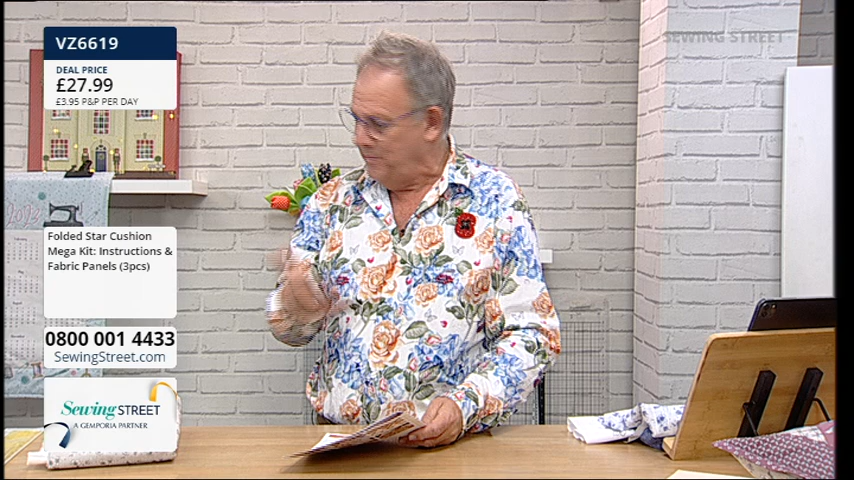 VZ6619
DEAL PRICE
£27.99
£3.95 P&P PER DAY
SEWING STREET
Folded Star Cushion
Mega Kit: Instructions &
Fabric Panels (3pcs)
0800 001 4433
SewingStreet.com
Sewing STREET
A GEMPORIA PARTNER